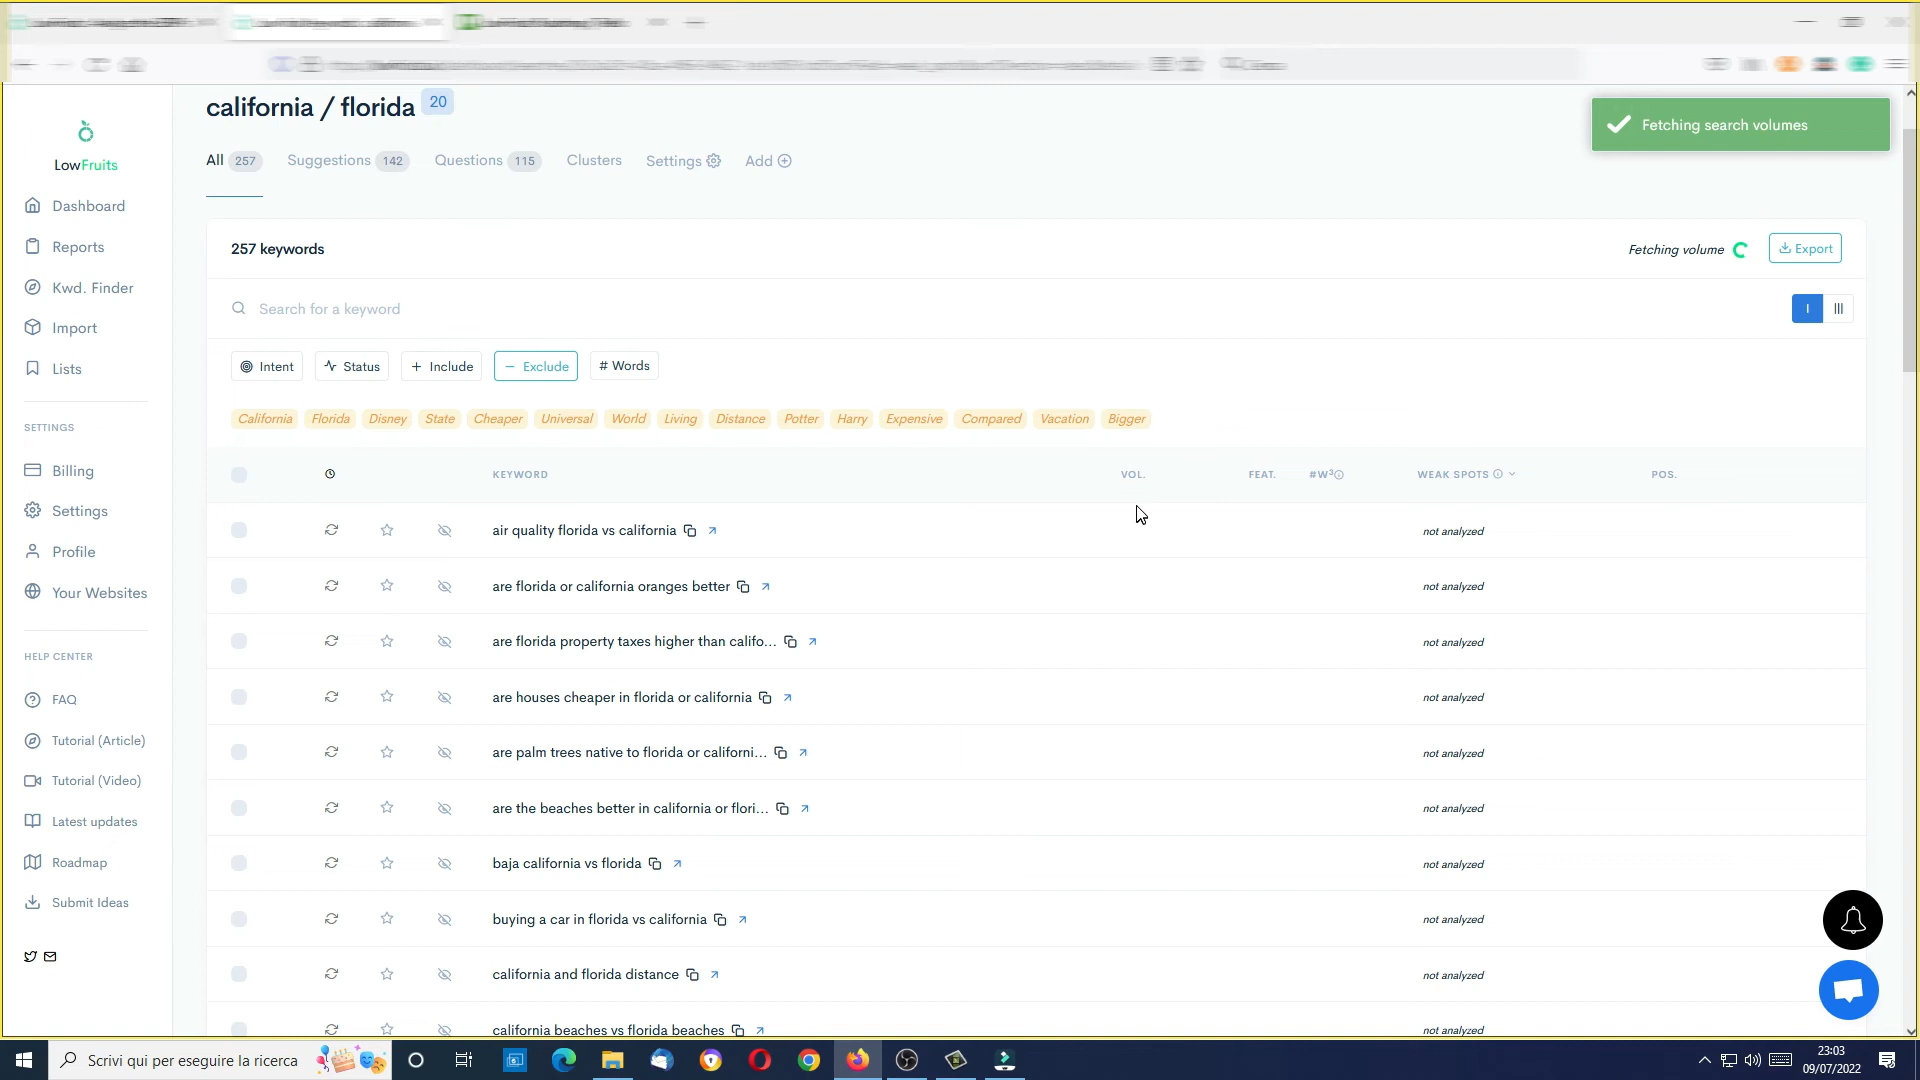 california / florida 20
Fetching search volumes
LowFruits
All 257 Suggestions 142 Questions 115 Clusters Settings Add
Dashboard
Reports
Kwd. Finder
Import
Lists
SETTINGS
Billing
Settings
Profile
Your Websites
HELP CENTER
FAQ
Tutorial (Article)
Tutorial (Video)
Latest updates
Roadmap
Submit Ideas
257 keywords
Fetching volume Export
Search for a keyword
Intent Status + Include − Exclude # Words
California Florida Disney State Cheaper Universal World Living Distance Potter Harry Expensive Compared Vacation Bigger
KEYWORD VOL. FEAT. #W³ WEAK SPOTS POS.
air quality florida vs california not analyzed
are florida or california oranges better not analyzed
are florida property taxes higher than califo... not analyzed
are houses cheaper in florida or california not analyzed
are palm trees native to florida or californi... not analyzed
are the beaches better in california or flori... not analyzed
baja california vs florida not analyzed
buying a car in florida vs california not analyzed
california and florida distance not analyzed
california beaches vs florida beaches not analyzed
Scrivi qui per eseguire la ricerca
23:03
09/07/2022